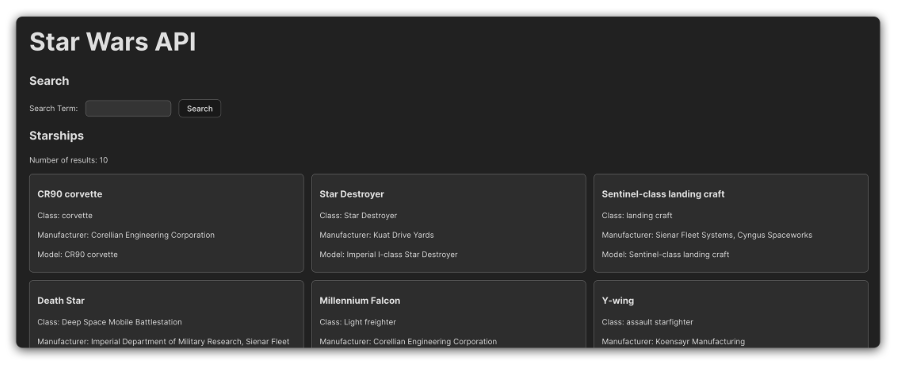 Star Wars API
Search
Search Term: Search
Starships
Number of results: 10
CR90 corvette
Class: corvette
Manufacturer: Corellian Engineering Corporation
Model: CR90 corvette
Star Destroyer
Class: Star Destroyer
Manufacturer: Kuat Drive Yards
Model: Imperial I-class Star Destroyer
Sentinel-class landing craft
Class: landing craft
Manufacturer: Sienar Fleet Systems, Cyngus Spaceworks
Model: Sentinel-class landing craft
Death Star
Class: Deep Space Mobile Battlestation
Manufacturer: Imperial Department of Military Research, Sienar Fleet
Millennium Falcon
Class: Light freighter
Manufacturer: Corellian Engineering Corporation
Y-wing
Class: assault starfighter
Manufacturer: Koensayr Manufacturing